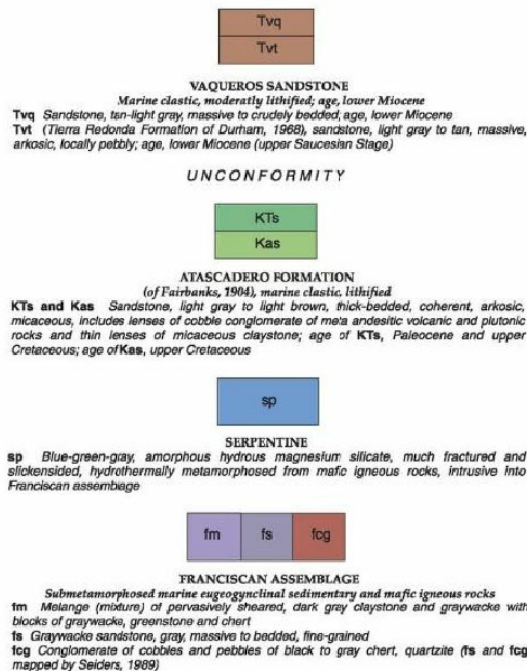 Tvq
Tvt
VAQUEROS SANDSTONE
Marine clastic, moderatly lithified; age, lower Miocene
Tvq Sandstone, tan-light gray, massive to crudely bedded; age, lower Miocene
Tvt (Tierra Redonda Formation of Durham, 1968), sandstone, light gray to tan, massive,
arkosic, locally pebbly; age, lower Miocene (upper Saucesian Stage)
UNCONFORMITY
KTs
Kas
ATASCADERO FORMATION
(of Fairbanks, 1904), marine clastic, lithified
KTs and Kas Sandstone, light gray to light brown, thick-bedded, coherent, arkosic,
micaceous, includes lenses of cobble conglomerate of meta andesitic volcanic and plutonic
rocks and thin lenses of micaceous claystone; age of KTs, Paleocene and upper
Cretaceous; age of Kas, upper Cretaceous
sp
SERPENTINE
sp Blue-green-gray, amorphous hydrous magnesium silicate, much fractured and
slickensided, hydrothermally metamorphosed from mafic igneous rocks, intrusive into
Franciscan assemblage
fm fs fcg
FRANCISCAN ASSEMBLAGE
Submetamorphosed marine eugeogynclinal sedimentary and mafic igneous rocks
fm Melange (mixture) of pervasively sheared, dark gray claystone and graywacke with
blocks of graywacke, greenstone and chert
fs Graywacke sandstone, gray, massive to bedded, fine-grained
fcg Conglomerate of cobbles and pebbles of black to gray chert, quartzite (fs and fcg
mapped by Seiders, 1989)